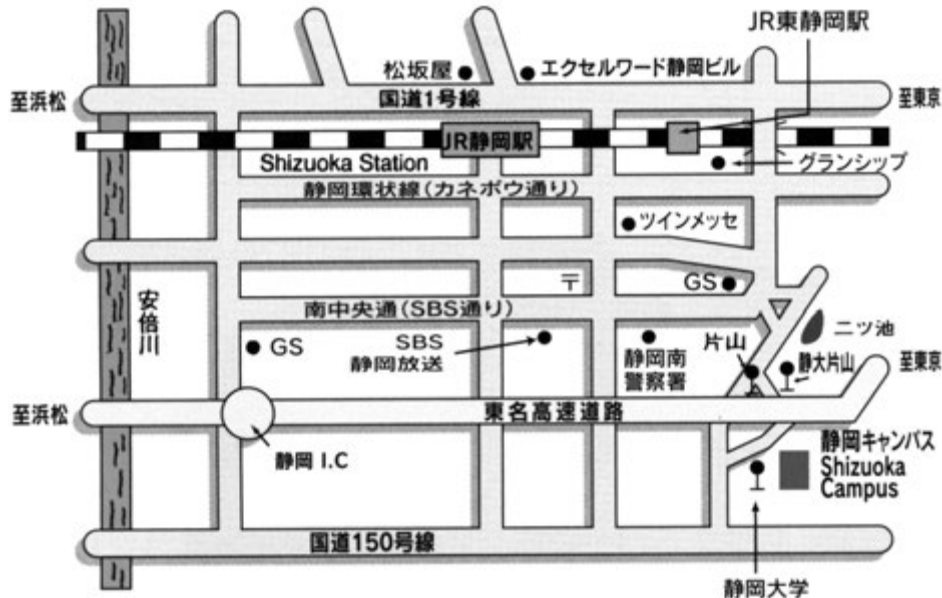 JR東静岡駅
松坂屋
エクセルワード静岡ビル
至浜松
国道1号線
至東京
JR静岡駅
Shizuoka Station
グランシップ
静岡環状線(カネボウ通り)
ツインメッセ
〒
GS
安倍川
南中央通(SBS通り)
GS
SBS
静岡放送
静岡南
警察署
片山
二ツ池
静大片山
至東京
至浜松
東名高速道路
静岡 I.C
静岡キャンパス
Shizuoka
Campus
国道150号線
静岡大学